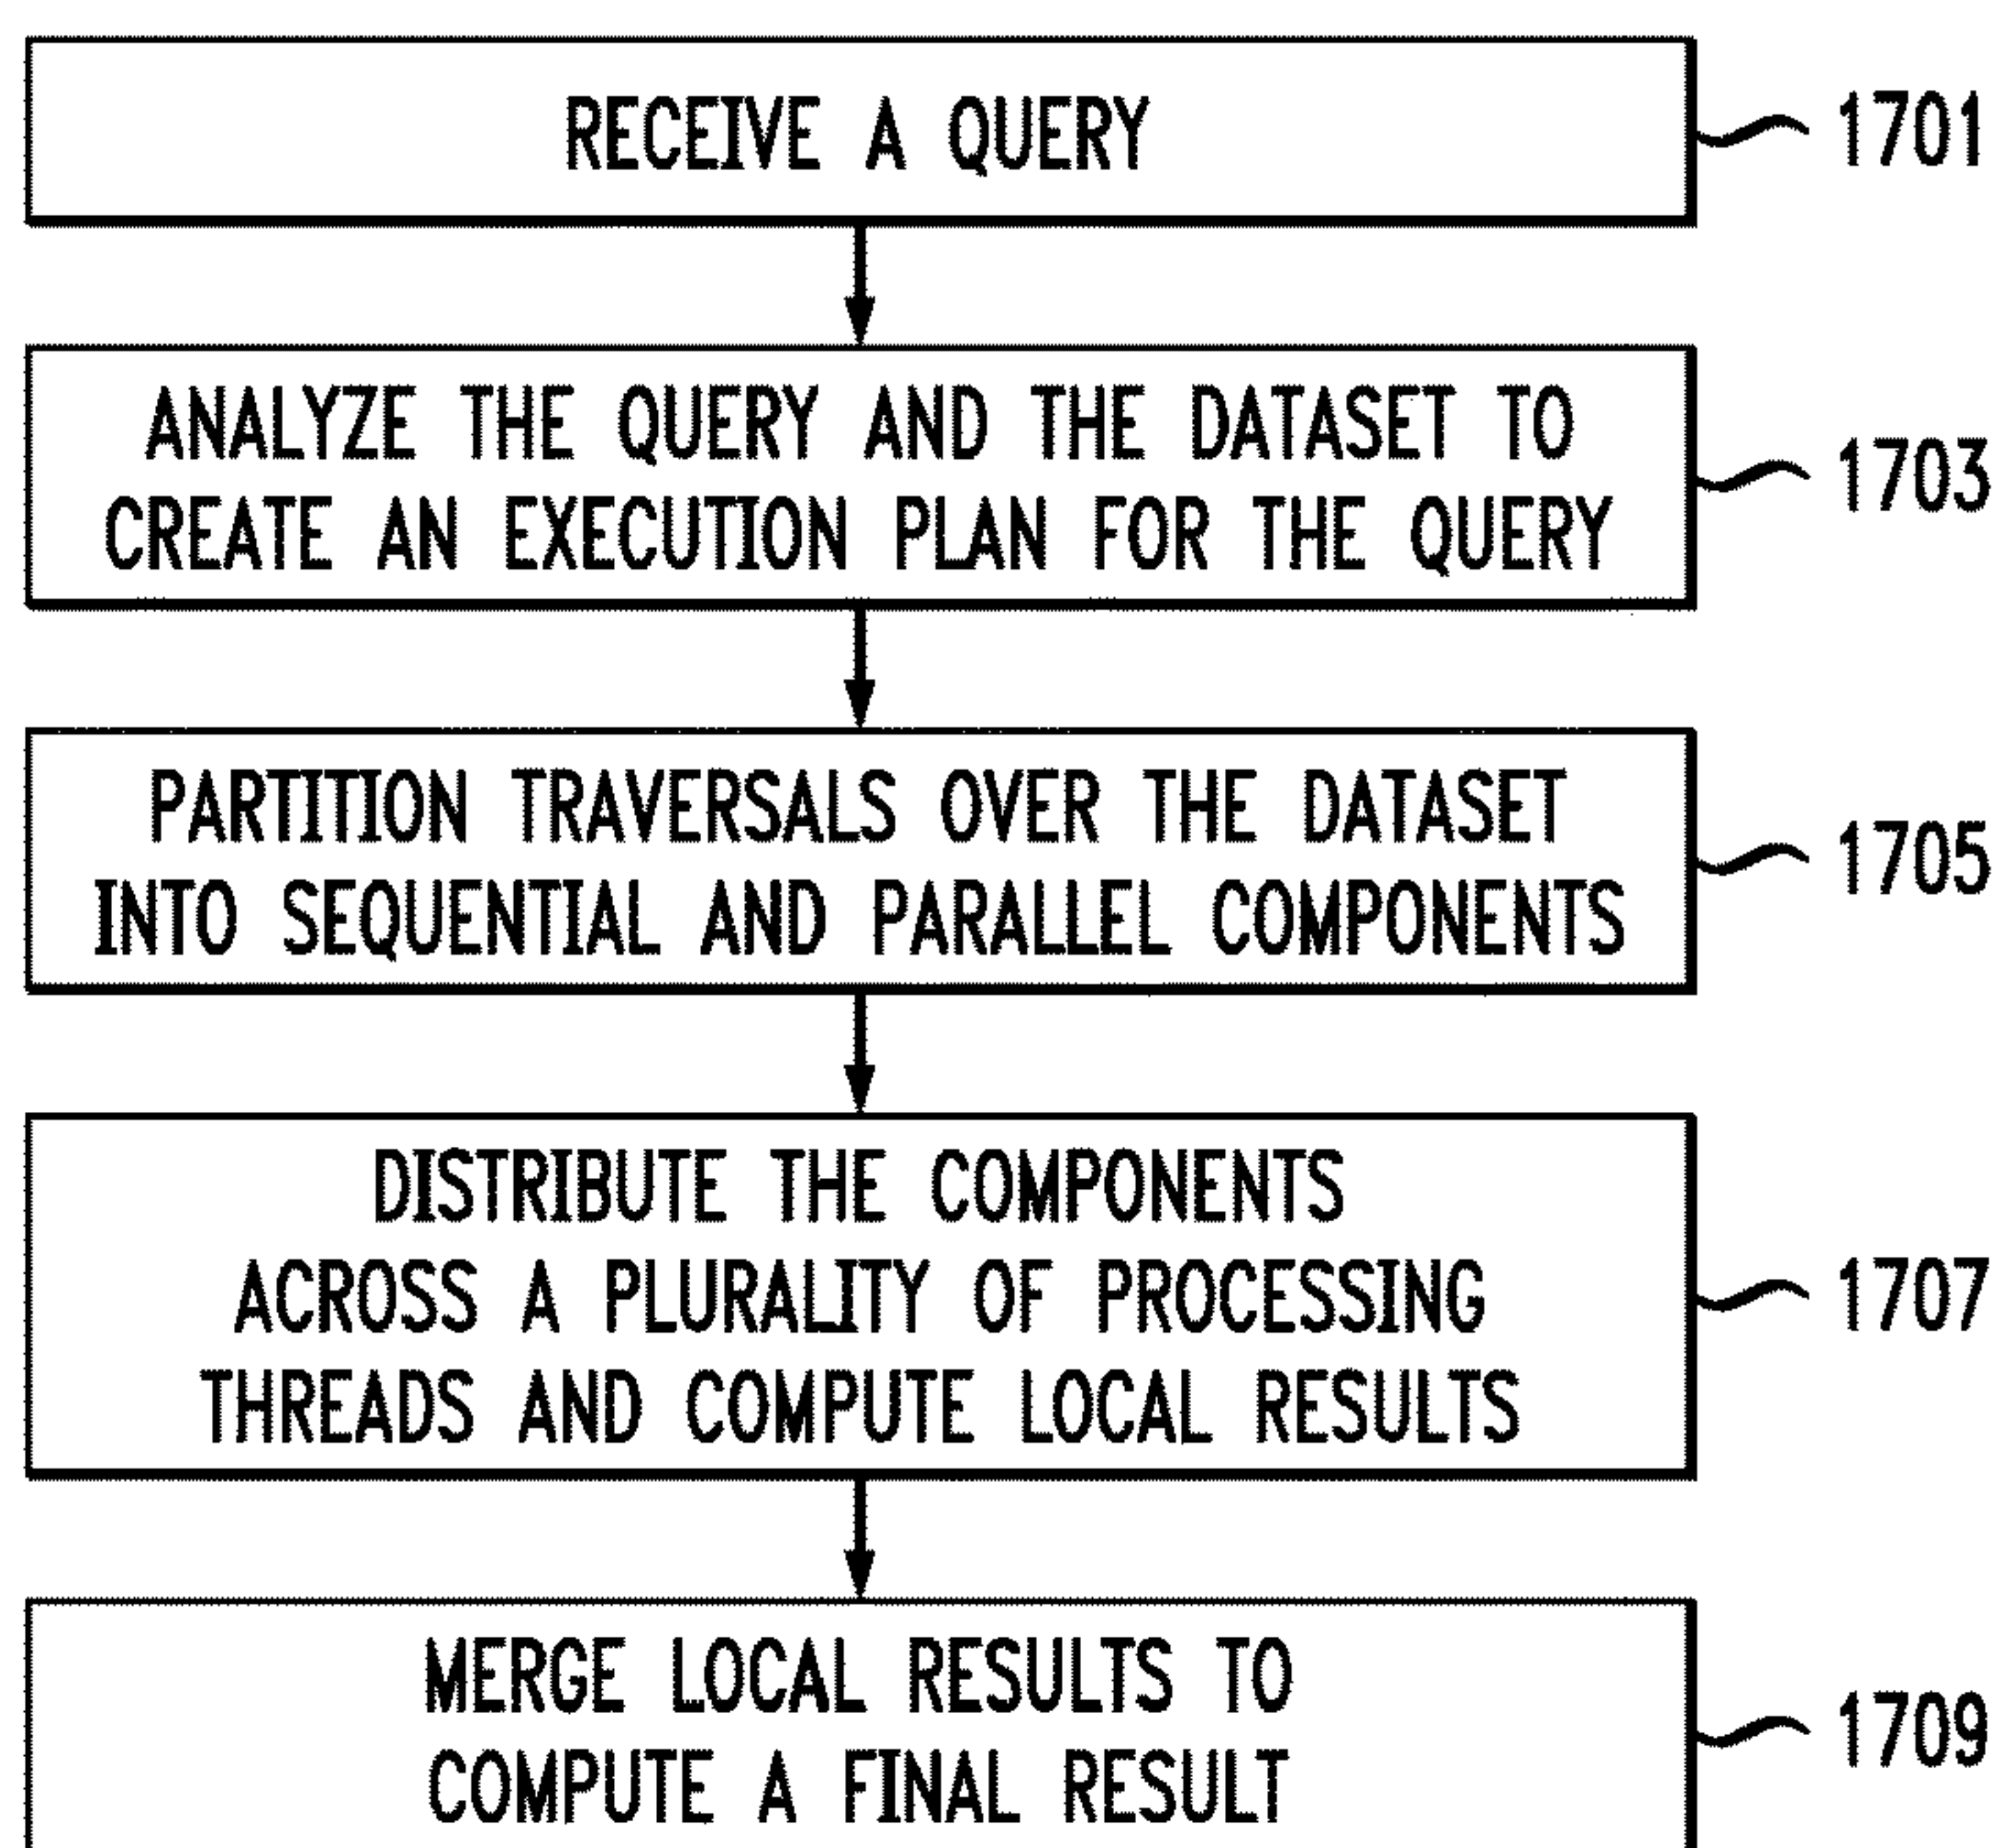 RECEIVE A QUERY
1701
ANALYZE THE QUERY AND THE DATASET TO
CREATE AN EXECUTION PLAN FOR THE QUERY
1703
PARTITION TRAVERSALS OVER THE DATASET
INTO SEQUENTIAL AND PARALLEL COMPONENTS
1705
DISTRIBUTE THE COMPONENTS
ACROSS A PLURALITY OF PROCESSING
THREADS AND COMPUTE LOCAL RESULTS
1707
MERGE LOCAL RESULTS TO
COMPUTE A FINAL RESULT
1709